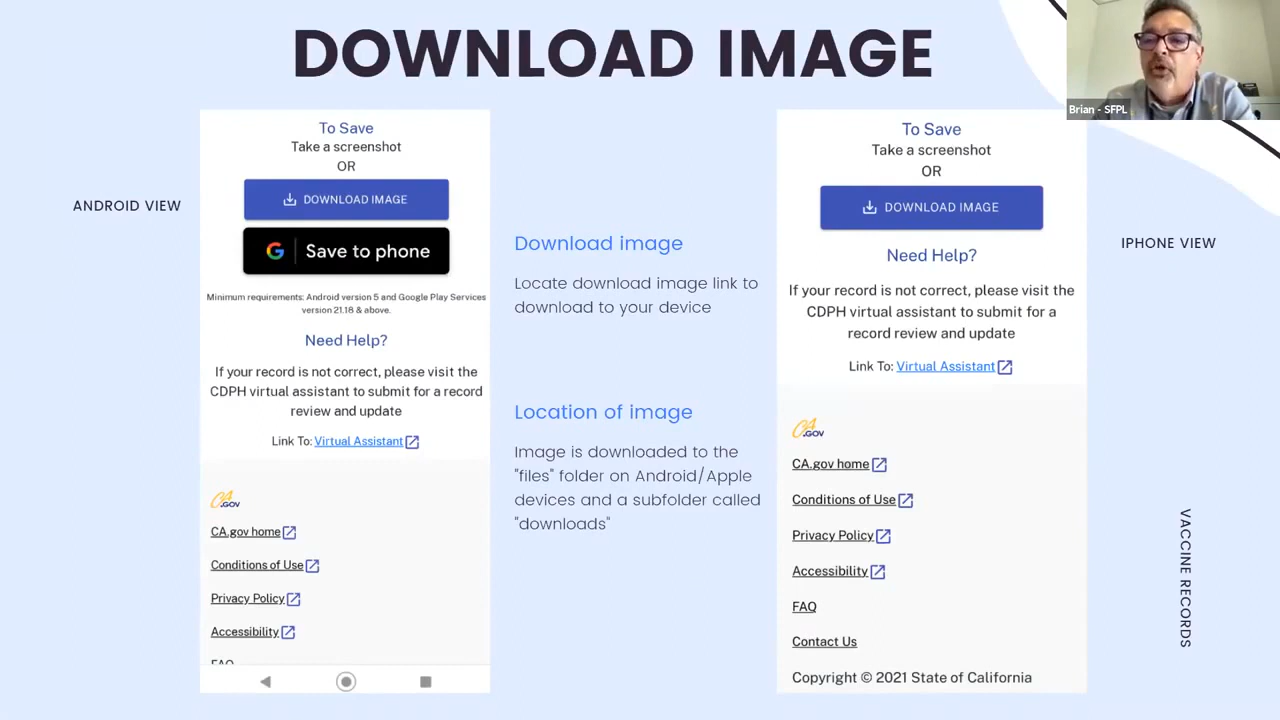 DOWNLOAD IMAGE
Brian - SFPL
ANDROID VIEW
To Save
Take a screenshot
OR
DOWNLOAD IMAGE
G | Save to phone
Minimum requirements: Android version 5 and Google Play Services
version 21.18 & above.
Need Help?
If your record is not correct, please visit the
CDPH virtual assistant to submit for a record
review and update
Link To: Virtual Assistant
CA.GOV
CA.gov home
Conditions of Use
Privacy Policy
Accessibility
FAQ
Download image
Locate download image link to
download to your device
Location of image
Image is downloaded to the
"files" folder on Android/Apple
devices and a subfolder called
"downloads"
To Save
Take a screenshot
OR
DOWNLOAD IMAGE
Need Help?
If your record is not correct, please visit the
CDPH virtual assistant to submit for a
record review and update
Link To: Virtual Assistant
CA.GOV
CA.gov home
Conditions of Use
Privacy Policy
Accessibility
FAQ
Contact Us
Copyright © 2021 State of California
IPHONE VIEW
VACCINE RECORDS